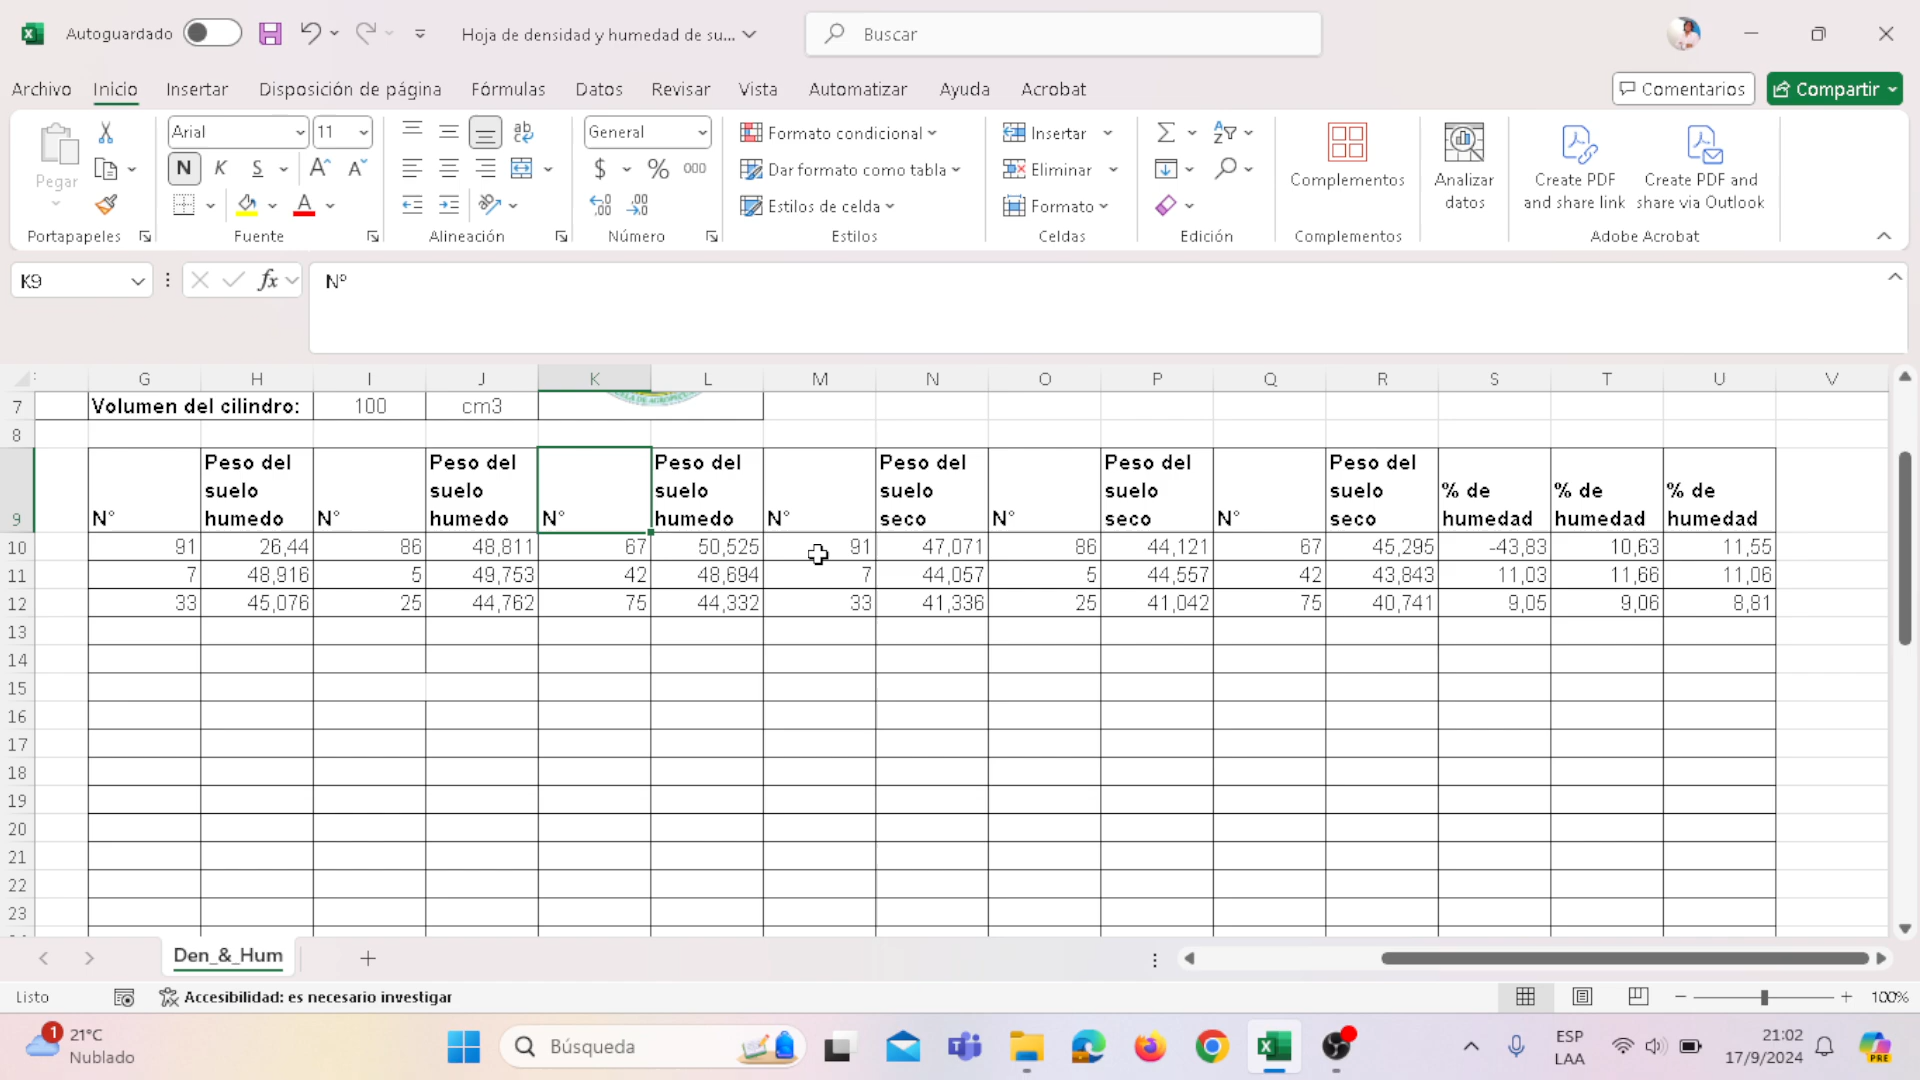 Autoguardado
Hoja de densidad y humedad de su...
Buscar
Archivo Inicio Insertar Disposición de página Fórmulas Datos Revisar Vista Automatizar Ayuda Acrobat Comentarios Compartir
Pegar
Portapapeles
Arial 11
N K S
Fuente
ab
Alineación
General
$ % 000
Número
Formato condicional
Dar formato como tabla
Estilos de celda
Estilos
Insertar
Eliminar
Formato
Celdas
Edición
Complementos
Complementos
Analizar
datos
Create PDF
and share link
Create PDF and
share via Outlook
Adobe Acrobat
K9 fx N°
G H I J K L M N O P Q R S T U V
7 Volumen del cilindro: 100 cm3
8
9 N° Peso del suelo humedo N° Peso del suelo humedo N° Peso del suelo humedo N° Peso del suelo seco N° Peso del suelo seco N° Peso del suelo seco % de humedad % de humedad % de humedad
10 91 26,44 86 48,811 67 50,525 91 47,071 86 44,121 67 45,295 -43,83 10,63 11,55
11 7 48,916 5 49,753 42 48,694 7 44,057 5 44,557 42 43,843 11,03 11,66 11,06
12 33 45,076 25 44,762 75 44,332 33 41,336 25 41,042 75 40,741 9,05 9,06 8,81
13
14
15
16
17
18
19
20
21
22
23
Den_&_Hum
Listo Accesibilidad: es necesario investigar 100%
1
21°C
Nublado
Búsqueda
ESP
LAA
21:02
17/9/2024
PRE